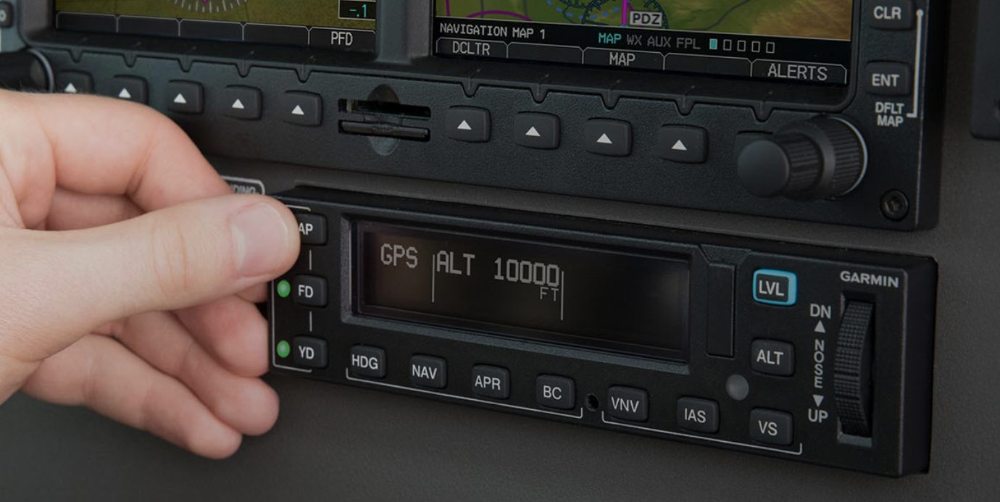 -.1
PFD
PDZ
NAVIGATION MAP 1
MAP WX AUX FPL
DCLTR
MAP
ALERTS
CLR
ENT
DFLT
MAP
AP
FD
YD
GPS
ALT 10000
FT
HDG
NAV
APR
BC
VNV
IAS
VS
LVL
ALT
GARMIN
DN
NOSE
UP